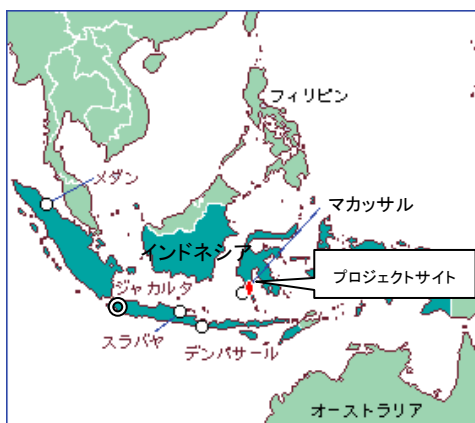 フィリピン
メダン
マカッサル
インドネシア
プロジェクトサイト
ジャカルタ
スラバヤ
デンパサール
オーストラリア